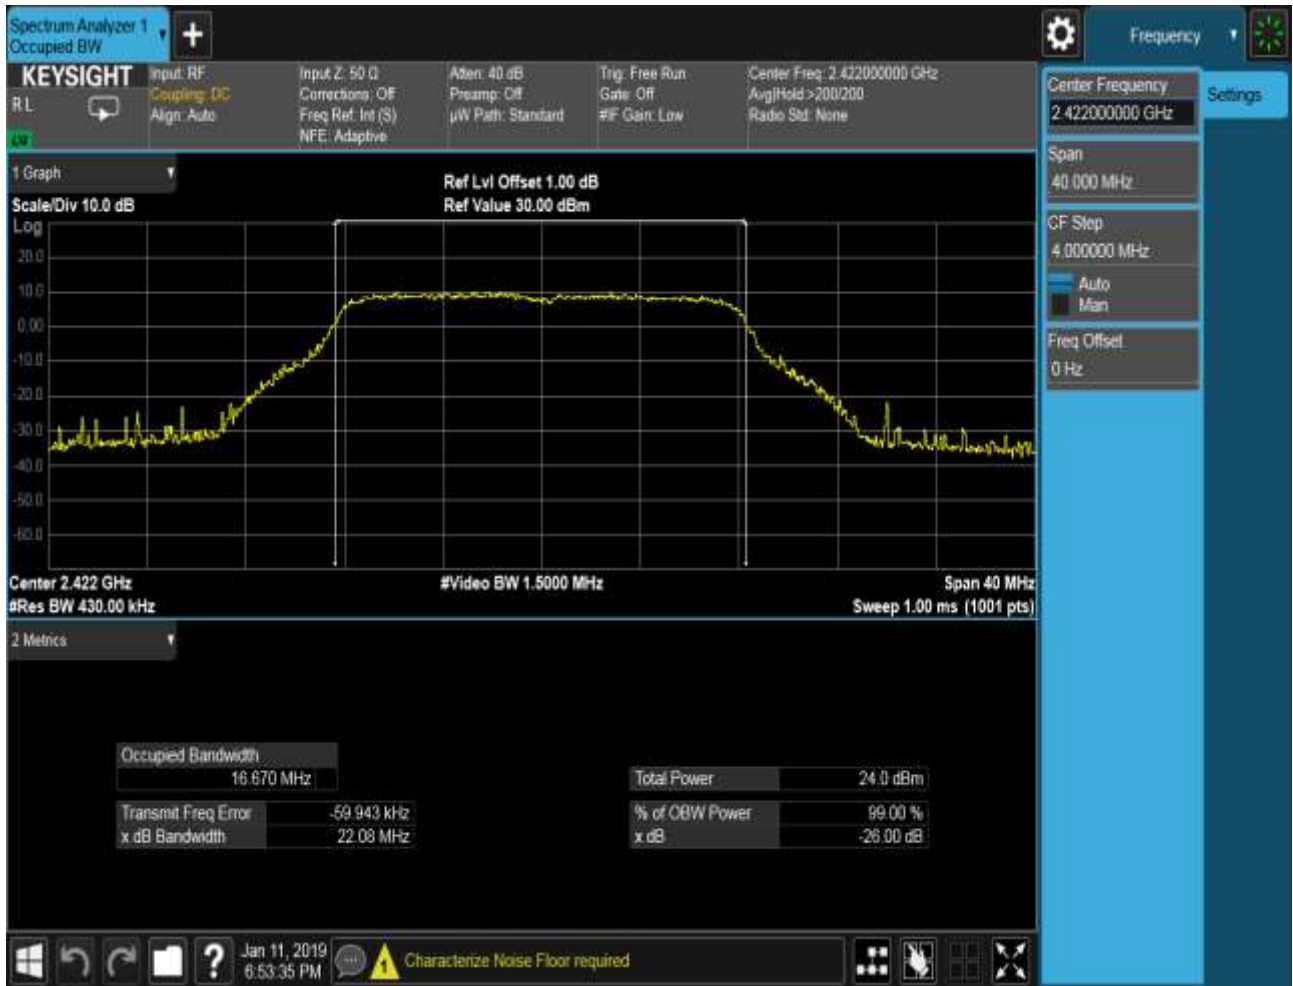 Spectrum Analyzer 1
Occupied BW
Frequency
KEYSIGHT
R L
Input: RF
Coupling: DC
Align: Auto
Input Z: 50 Ω
Corrections: Off
Freq Ref: Int (S)
NFE: Adaptive
Atten: 40 dB
Preamp: Off
µW Path: Standard
Trig: Free Run
Gate: Off
#IF Gain: Low
Center Freq: 2.422000000 GHz
Avg|Hold:>200/200
Radio Std: None
Center Frequency
2.422000000 GHz
Settings
Span
40.000 MHz
CF Step
4.000000 MHz
Auto
Man
Freq Offset
0 Hz
1 Graph
Scale/Div 10.0 dB
Ref Lvl Offset 1.00 dB
Ref Value 30.00 dBm
Log
20.0
10.0
0.00
-10.0
-20.0
-30.0
-40.0
-50.0
-60.0
Center 2.422 GHz
#Video BW 1.5000 MHz
Span 40 MHz
#Res BW 430.00 kHz
Sweep 1.00 ms (1001 pts)
2 Metrics
Occupied Bandwidth
16.670 MHz
Total Power 24.0 dBm
Transmit Freq Error -59.943 kHz
% of OBW Power 99.00 %
x dB Bandwidth 22.08 MHz
x dB -26.00 dB
?
Jan 11, 2019
6:53:35 PM
1
Characterize Noise Floor required